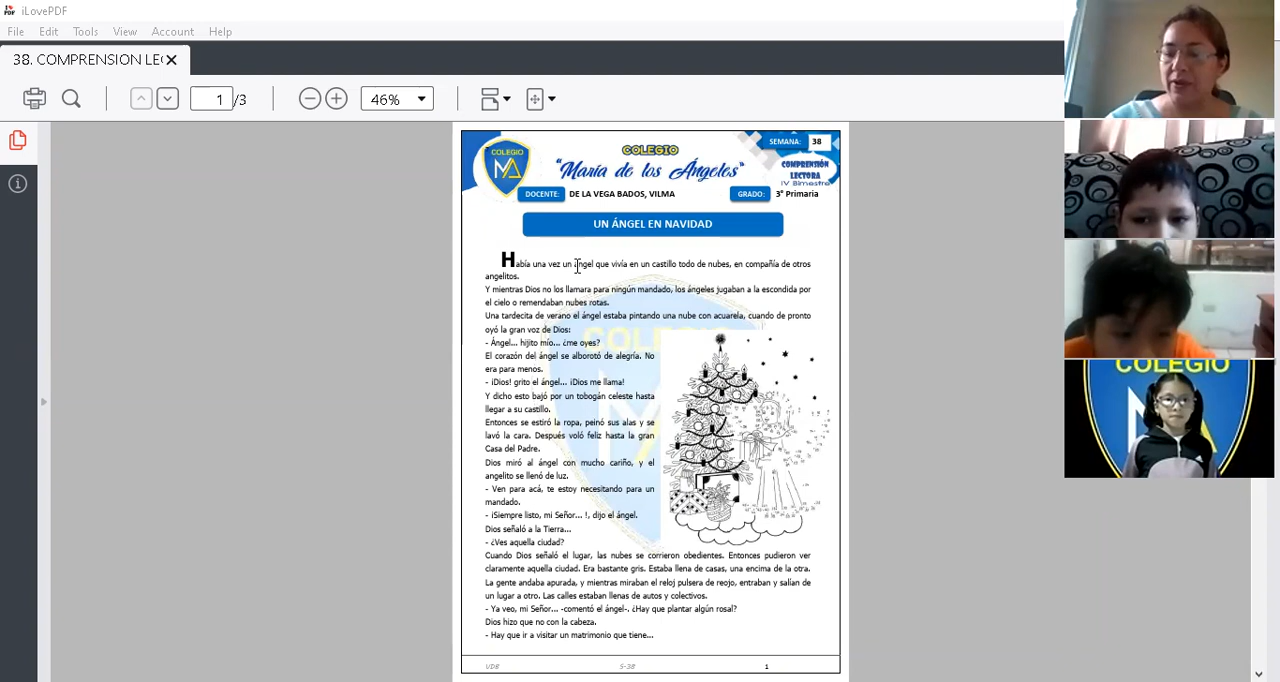 iLovePDF
File Edit Tools View Account Help
38. COMPRENSION LE
1 /3 46%
COLEGIO
MA
COLEGIO
"María de los Ángeles"
SEMANA: 38
COMPRENSIÓN
LECTORA
IV Bimestre
DOCENTE: DE LA VEGA BADOS, VILMA GRADO: 3° Primaria
UN ÁNGEL EN NAVIDAD
Había una vez un ángel que vivía en un castillo todo de nubes, en compañía de otros
angelitos.
Y mientras Dios no los llamara para ningún mandado, los ángeles jugaban a la escondida por
el cielo o remendaban nubes rotas.
Una tardecita de verano el ángel estaba pintando una nube con acuarela, cuando de pronto
oyó la gran voz de Dios:
- Ángel... hijito mío... ¿me oyes?
El corazón del ángel se alborotó de alegría. No
era para menos.
- ¡Dios! grito el ángel... ¡Dios me llama!
Y dicho esto bajó por un tobogán celeste hasta
llegar a su castillo.
Entonces se estiró la ropa, peinó sus alas y se
lavó la cara. Después voló feliz hasta la gran
Casa del Padre.
Dios miró al ángel con mucho cariño, y el
angelito se llenó de luz.
- Ven para acá, te estoy necesitando para un
mandado.
- ¡Siempre listo, mi Señor... !, dijo el ángel.
Dios señaló a la Tierra...
- ¿Ves aquella ciudad?
Cuando Dios señaló el lugar, las nubes se corrieron obedientes. Entonces pudieron ver
claramente aquella ciudad. Era bastante gris. Estaba llena de casas, una encima de la otra.
La gente andaba apurada, y mientras miraban el reloj pulsera de reojo, entraban y salían de
un lugar a otro. Las calles estaban llenas de autos y colectivos.
- Ya veo, mi Señor... -comentó el ángel-. ¿Hay que plantar algún rosal?
Dios hizo que no con la cabeza.
- Hay que ir a visitar un matrimonio que tiene...
VDB S-38 1
COLEGIO